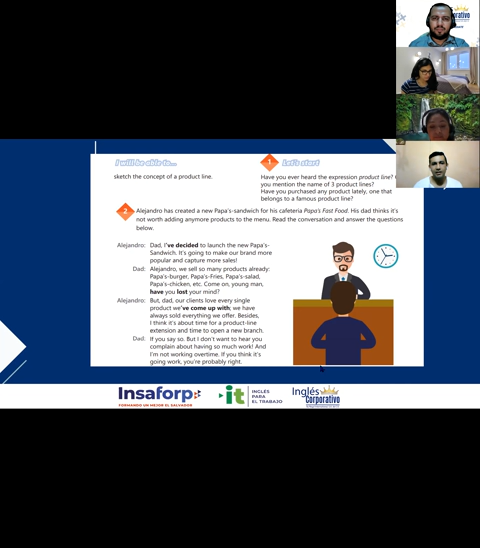 I will be able to...
sketch the concept of a product line.
1 Let's start
Have you ever heard the expression product line?
you mention the name of 3 product lines?
Have you purchased any product lately, one that
belongs to a famous product line?
2. Alejandro has created a new Papa's-sandwich for his cafeteria Papa's Fast Food. His dad thinks it's
not worth adding anymore products to the menu. Read the conversation and answer the questions
below.
Alejandro: Dad, I've decided to launch the new Papa's-
Sandwich. It's going to make our brand more
popular and capture more sales!
Dad: Alejandro, we sell so many products already:
Papa's-burger, Papa's-Fries, Papa's-salad,
Papa's-chicken, etc. Come on, young man,
have you lost your mind?
Alejandro: But, dad, our clients love every single
product we've come up with; we have
always sold everything we offer. Besides,
I think it's about time for a product-line
extension and time to open a new branch.
Dad: If you say so. But I don't want to hear you
complain about having so much work! And
I'm not working overtime. If you think it's
going work, you're probably right.
Insaforp
FORMANDO UN MEJOR EL SALVADOR
it INGLÉS
PARA
EL TRABAJO
Inglés
Corporativo